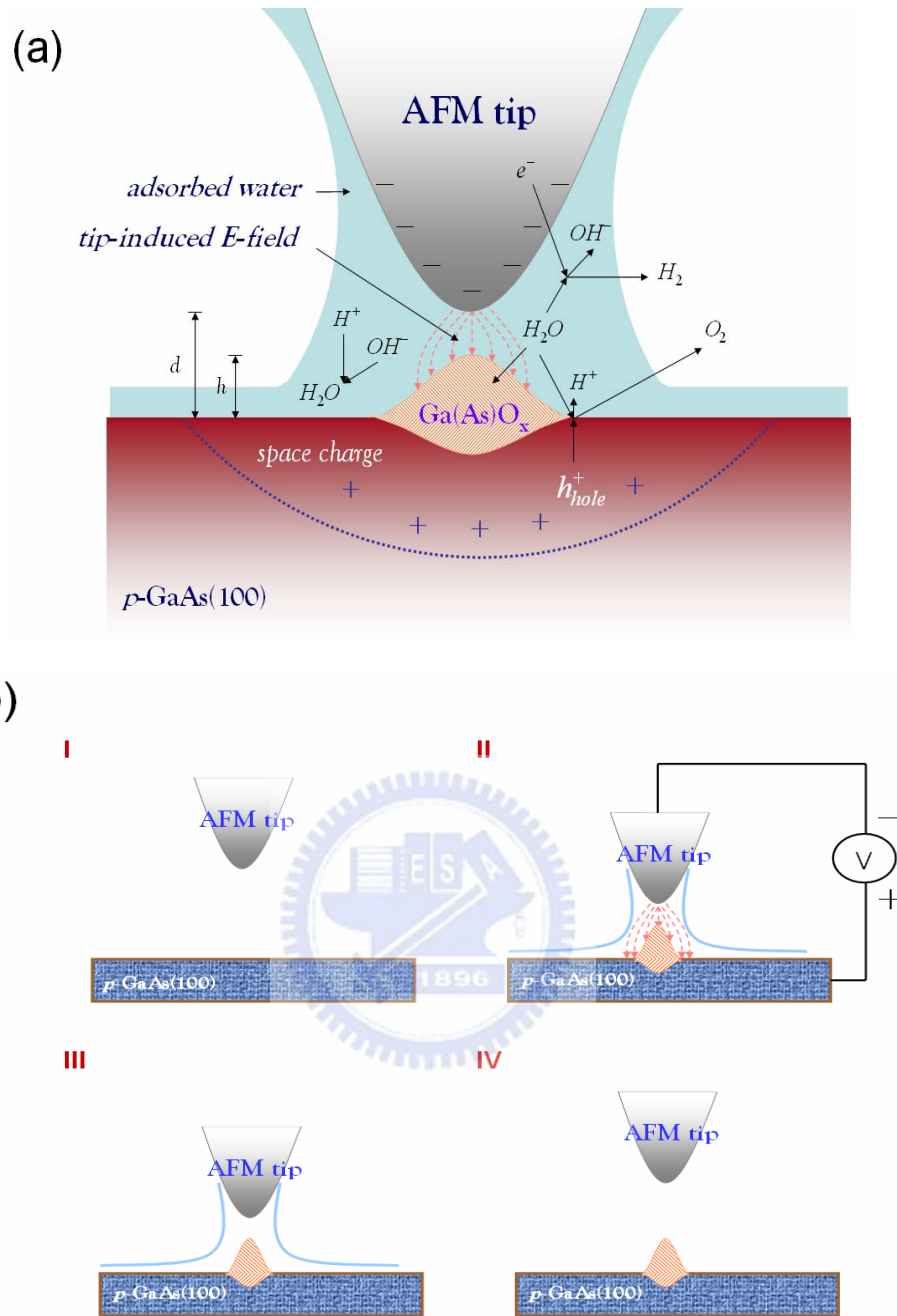 (a)
AFM tip
adsorbed water
tip-induced E-field
e⁻
OH⁻
H₂
H₂O
O₂
H⁺
OH⁻
H₂O
H⁺
d
h
Ga(As)Oₓ
space charge
h⁺hole
p-GaAs(100)
)
I
AFM tip
p-GaAs(100)
II
AFM tip
V
p-GaAs(100)
III
AFM tip
p-GaAs(100)
IV
AFM tip
p-GaAs(100)
E S A
1896